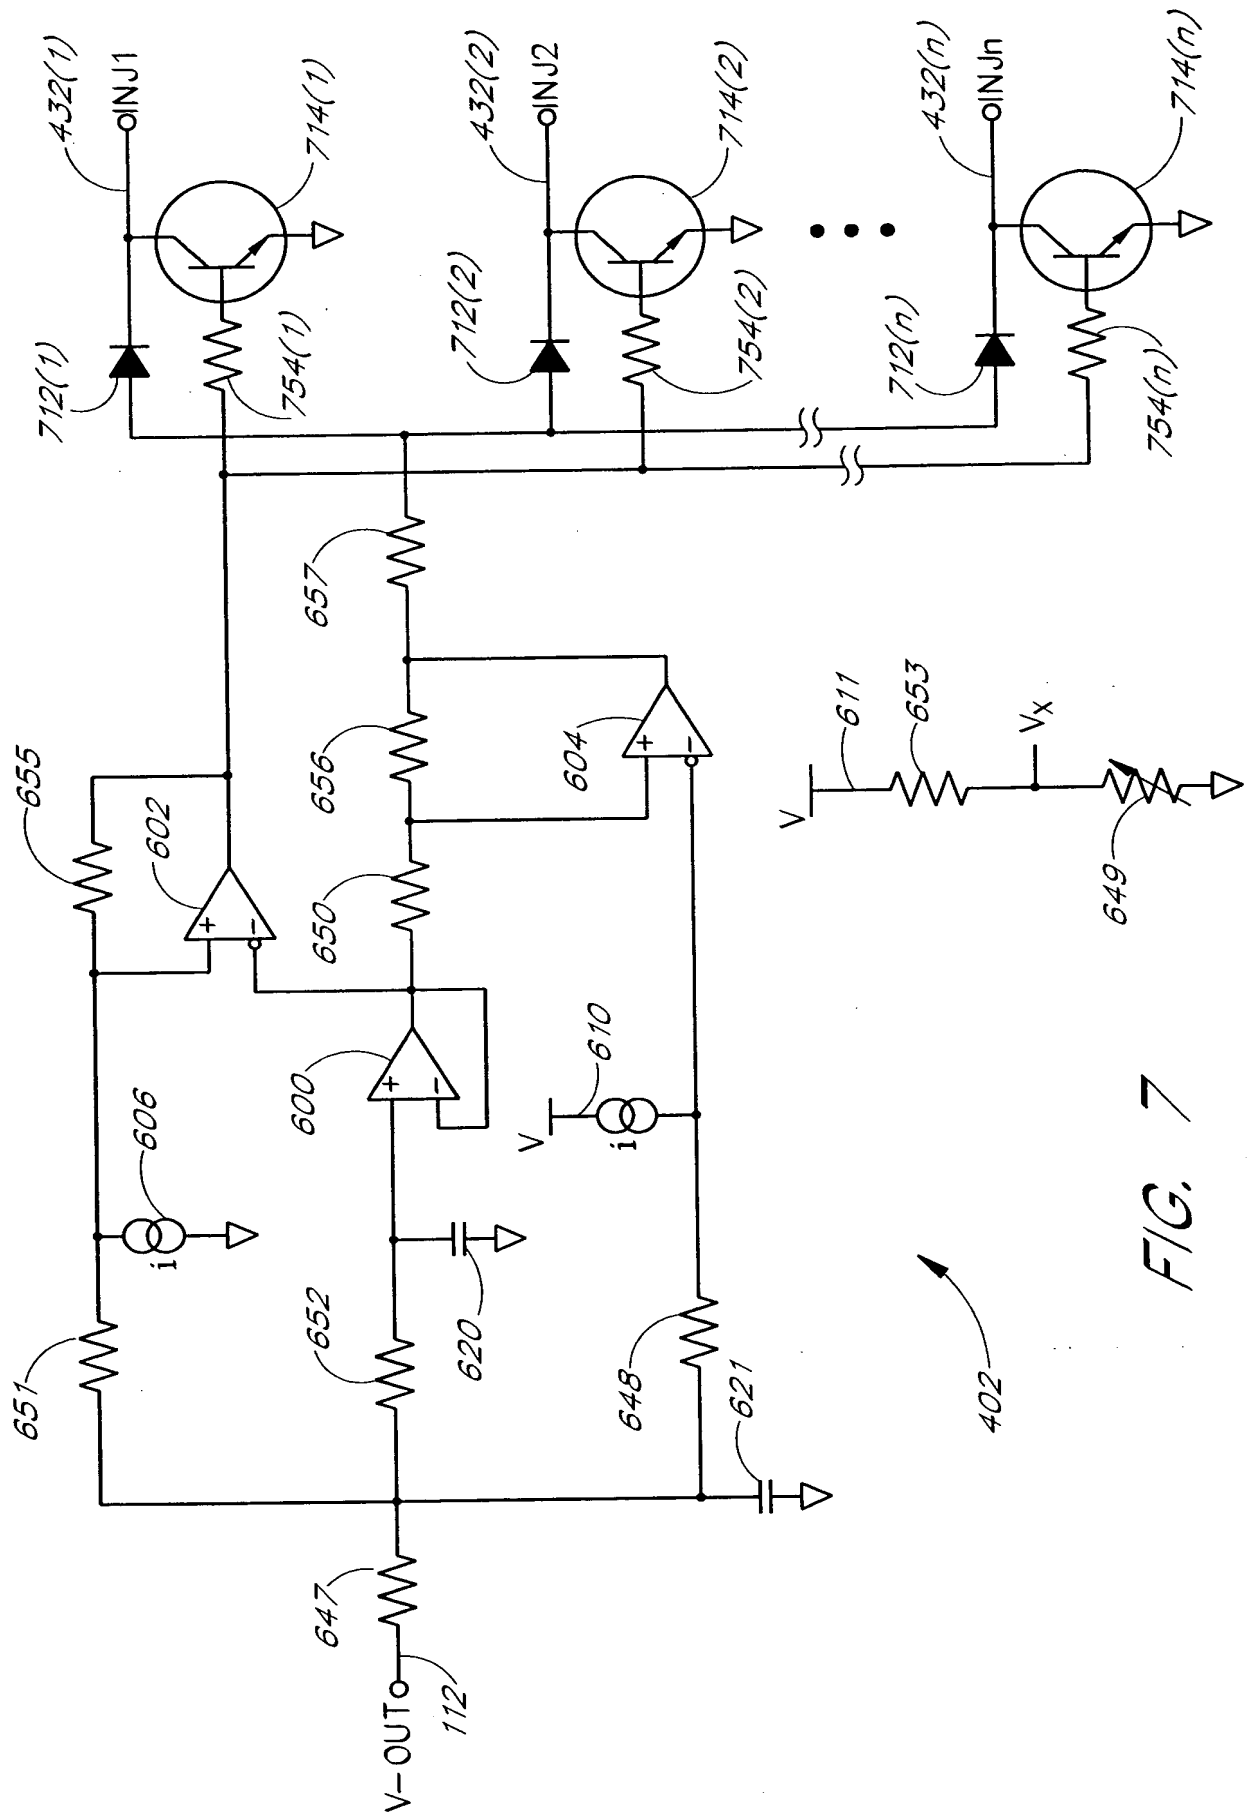 432(1)
INJ1
712(1)
714(1)
754(1)
655
602
+
−
651
606
i
657
656
650
600
+
−
652
620
647
V-OUT
112
604
+
−
V
610
i
648
621
432(2)
INJ2
712(2)
714(2)
754(2)
432(n)
INJn
712(n)
714(n)
754(n)
V
611
653
VX
649
402
FIG. 7